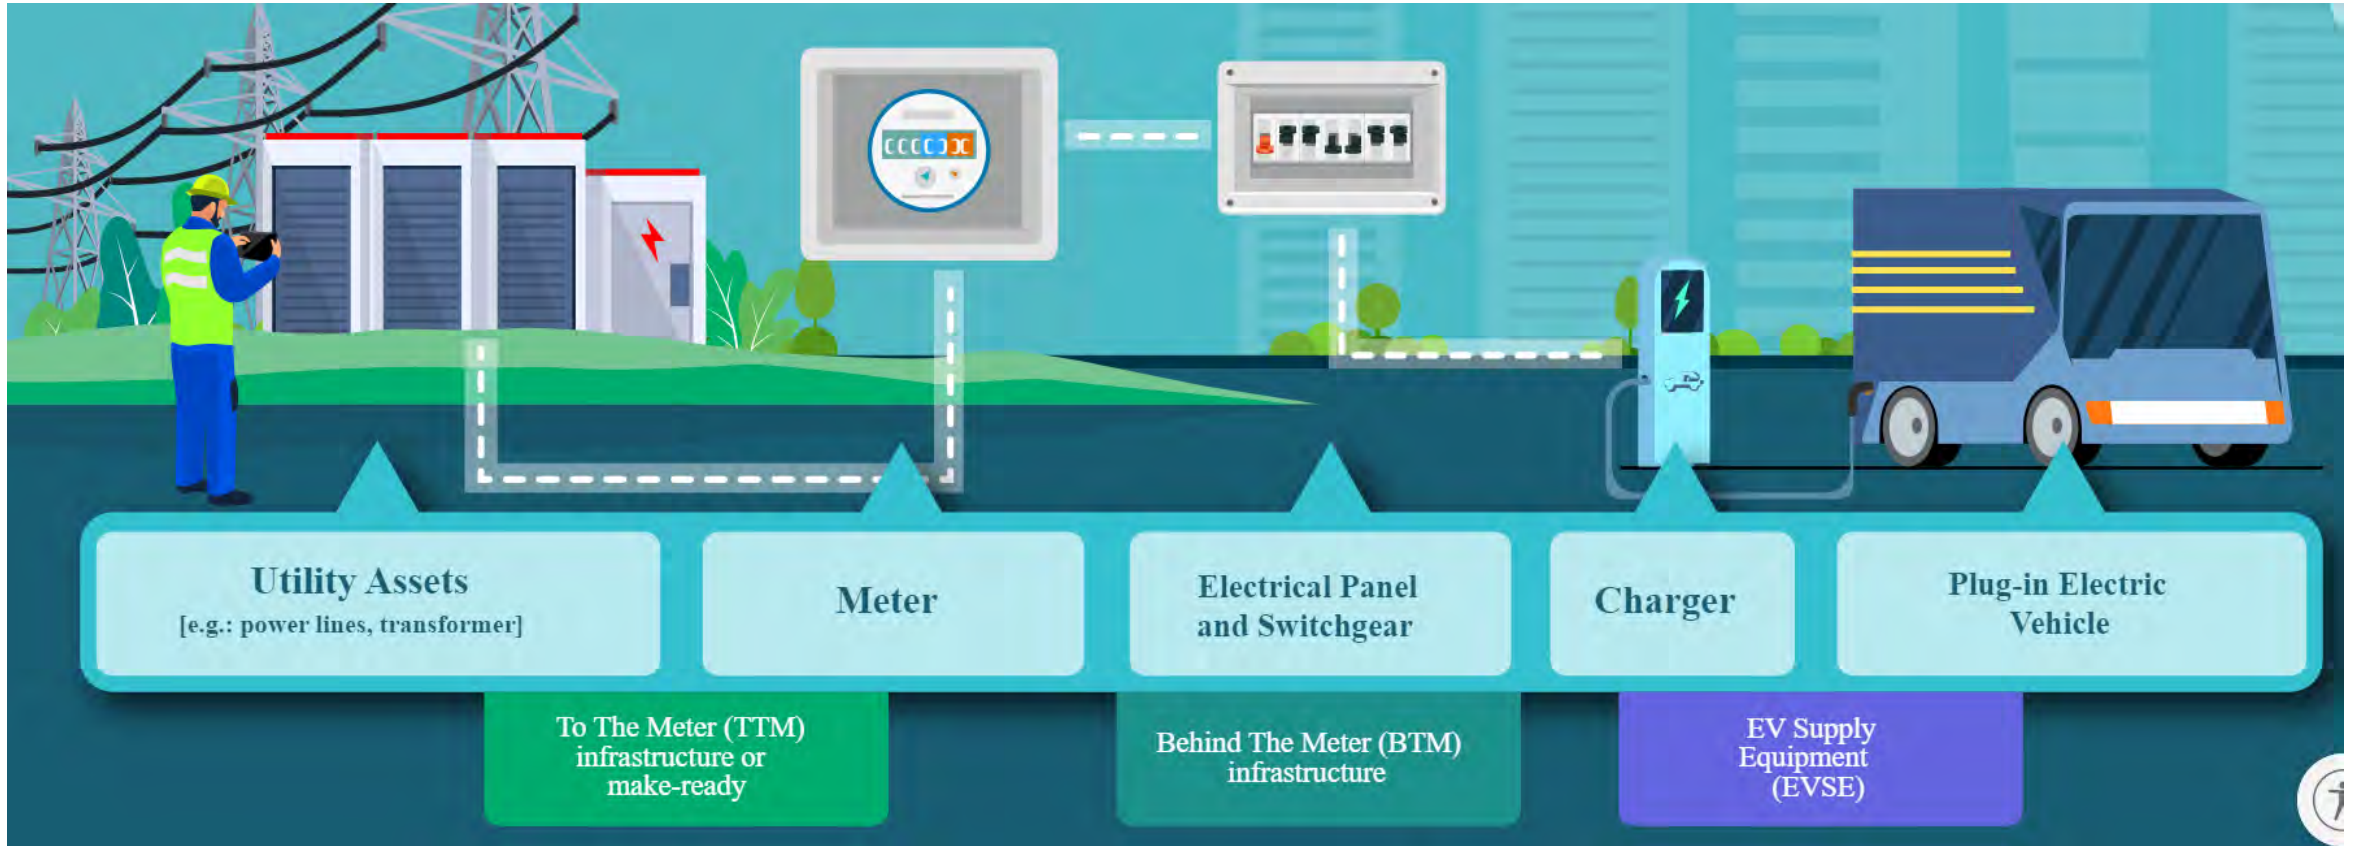 Utility Assets
[e.g.: power lines, transformer]
Meter
Electrical Panel
and Switchgear
Charger
Plug-in Electric
Vehicle
To The Meter (TTM)
infrastructure or
make-ready
Behind The Meter (BTM)
infrastructure
EV Supply
Equipment
(EVSE)